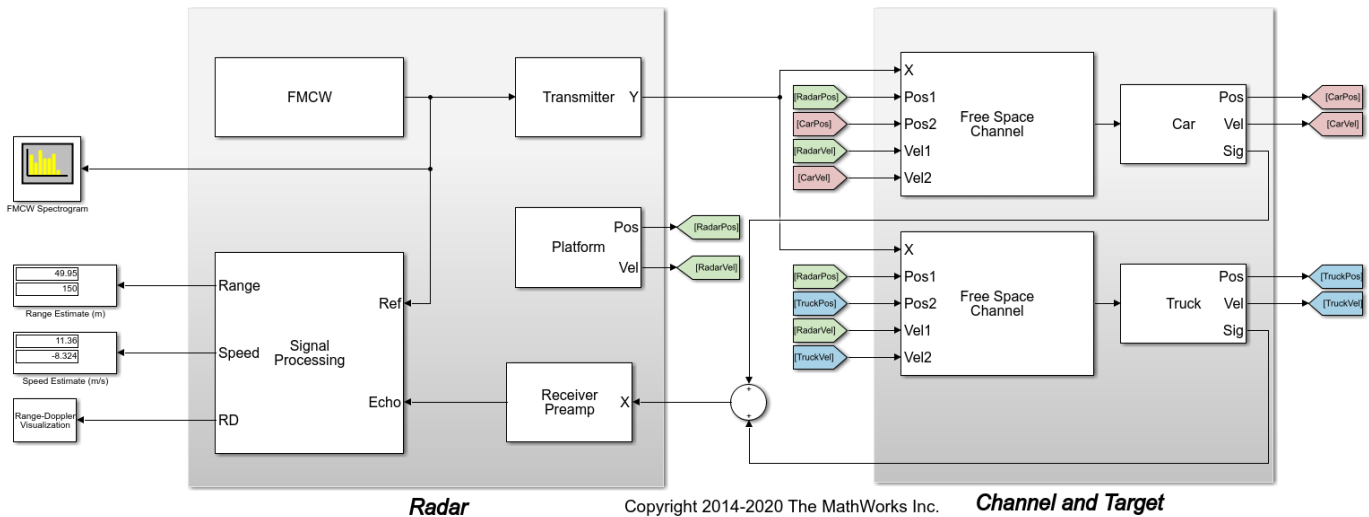 FMCW
Transmitter
Y
FMCW Spectrogram
Platform
Pos
Vel
[RadarPos]
[RadarVel]
49.95
150
Range Estimate (m)
11.36
-8.324
Speed Estimate (m/s)
Range-Doppler
Visualization
Range
Speed
RD
Signal
Processing
Ref
Echo
Receiver
Preamp
X
+
+
[RadarPos]
[CarPos]
[RadarVel]
[CarVel]
X
Pos1
Pos2
Vel1
Vel2
Free Space
Channel
Car
Pos
Vel
Sig
[CarPos]
[CarVel]
[RadarPos]
[TruckPos]
[RadarVel]
[TruckVel]
X
Pos1
Pos2
Vel1
Vel2
Free Space
Channel
Truck
Pos
Vel
Sig
[TruckPos]
[TruckVel]
Radar
Copyright 2014-2020 The MathWorks Inc.
Channel and Target